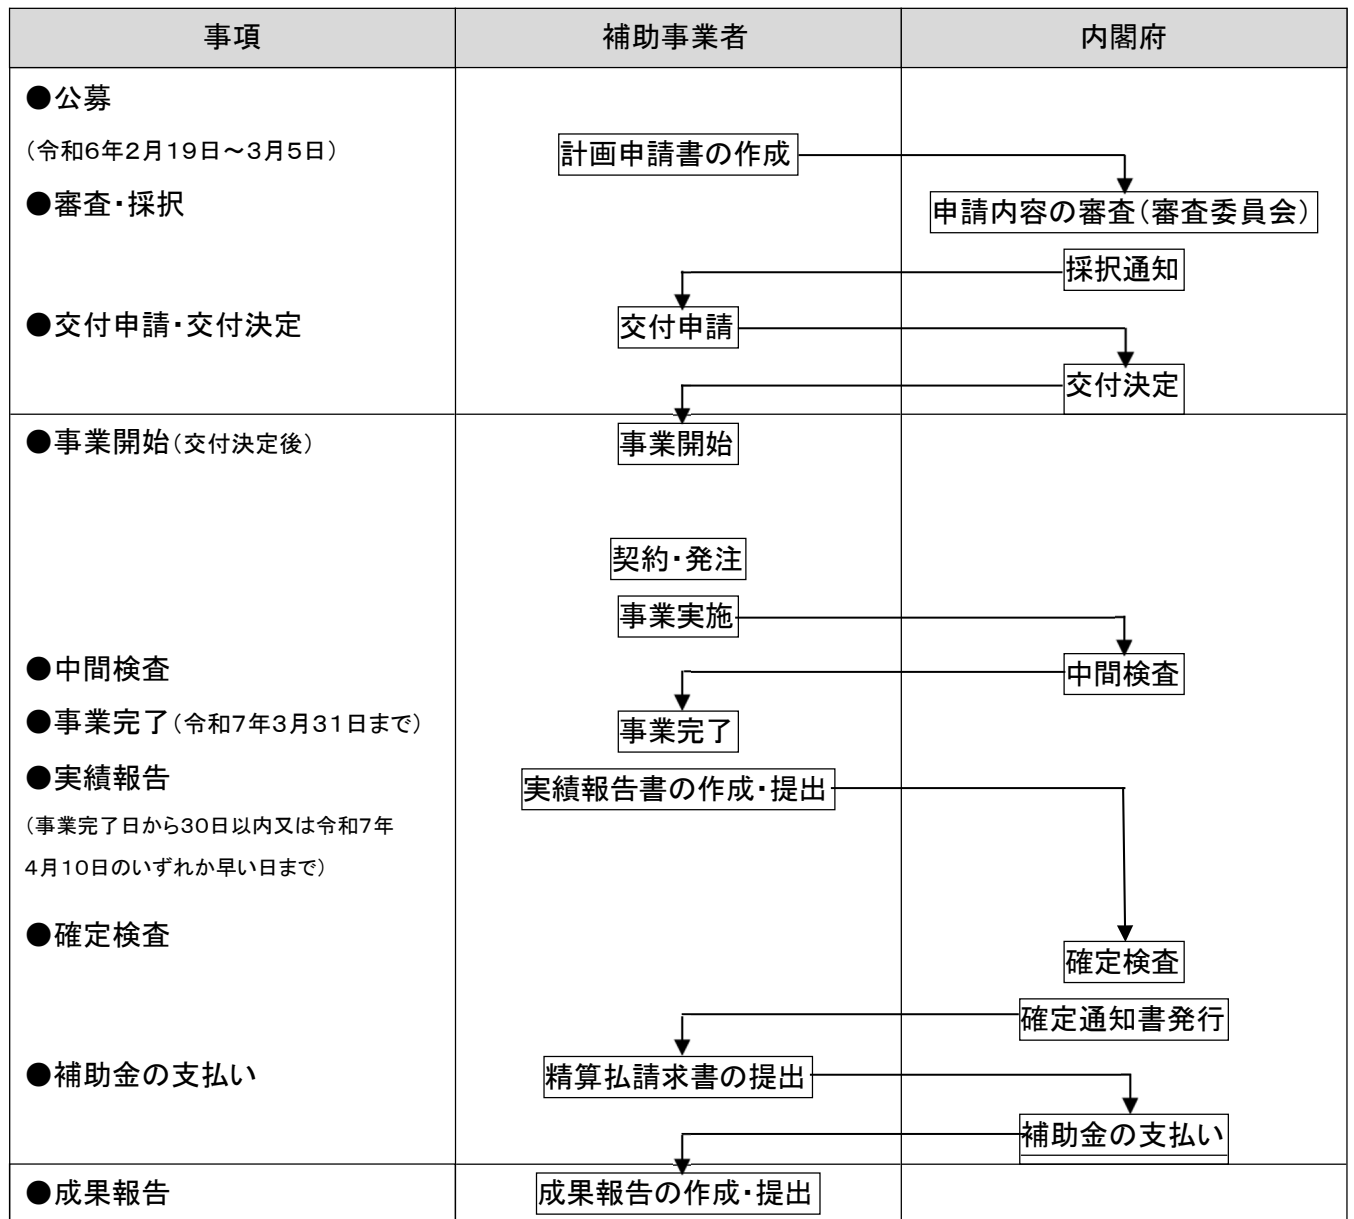 事項 補助事業者 内閣府
●公募
（令和6年2月19日～3月5日） 計画申請書の作成
●審査・採択 申請内容の審査（審査委員会）
採択通知
●交付申請・交付決定 交付申請
交付決定
●事業開始（交付決定後） 事業開始
契約・発注
事業実施
●中間検査 中間検査
●事業完了（令和7年3月31日まで） 事業完了
●実績報告 実績報告書の作成・提出
（事業完了日から30日以内又は令和7年
4月10日のいずれか早い日まで）
●確定検査 確定検査
確定通知書発行
●補助金の支払い 精算払請求書の提出
補助金の支払い
●成果報告 成果報告の作成・提出